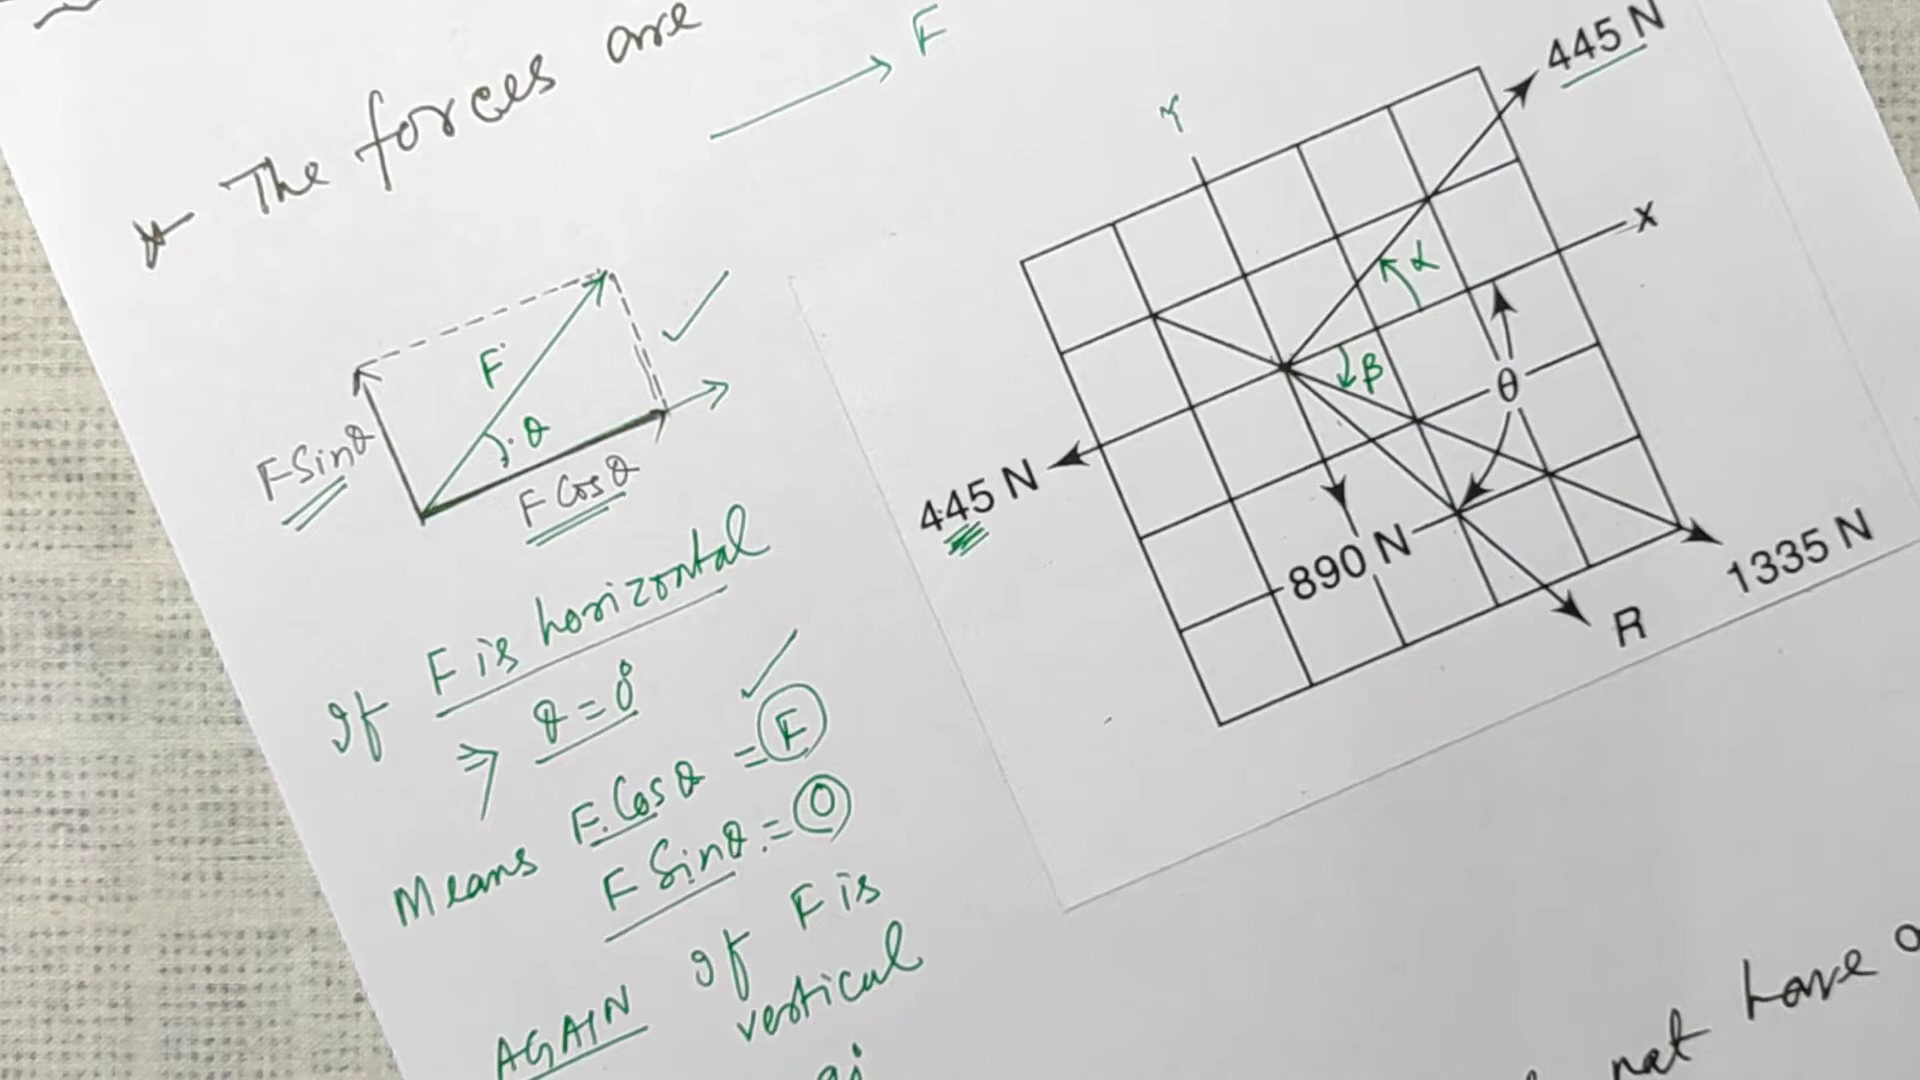 The forces are
F
F
θ
F Sinθ
F Cosθ
If F is horizontal
⇒ θ = 0°
Means F. Cosθ = F
F Sinθ. = 0
AGAIN If F is
vertical
Y
445 N
X
α
β
θ
445 N
890 N
1335 N
R
not have